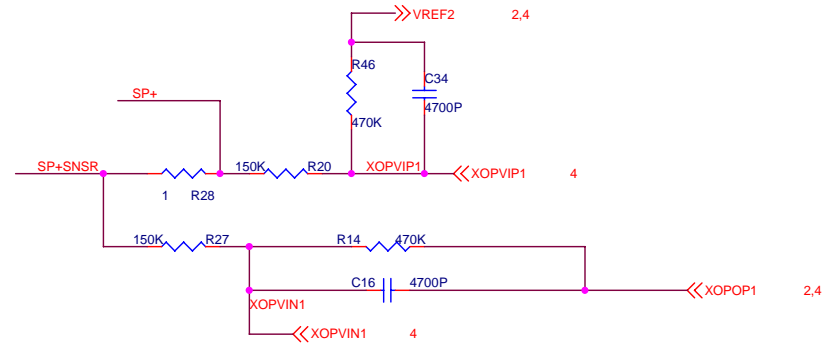 VREF2 2,4
R46
C34
SP+
4700P
470K
SP+SNSR 150K R20 XOPVIP1 XOPVIP1 4
1 R28
150K R27 R14 470K
C16 4700P
XOPOP1 2,4
XOPVIN1
XOPVIN1 4